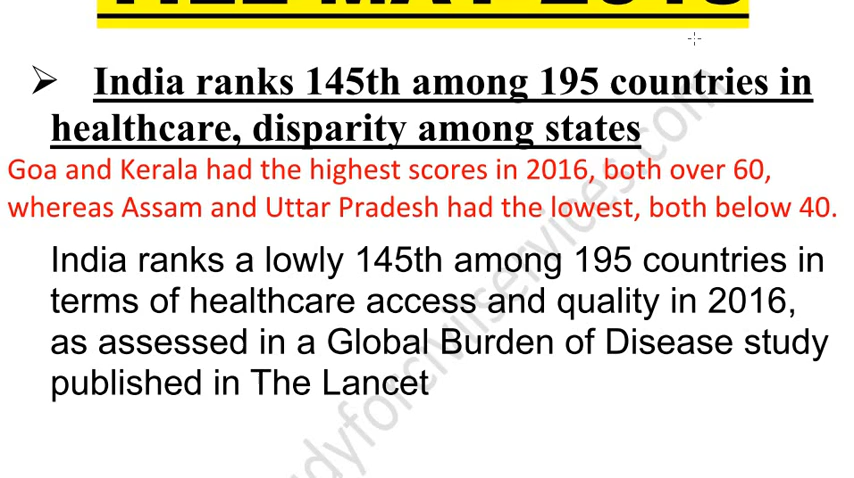 India ranks 145th among 195 countries in
healthcare, disparity among states
Goa and Kerala had the highest scores in 2016, both over 60,
whereas Assam and Uttar Pradesh had the lowest, both below 40.
India ranks a lowly 145th among 195 countries in
terms of healthcare access and quality in 2016,
as assessed in a Global Burden of Disease study
published in The Lancet